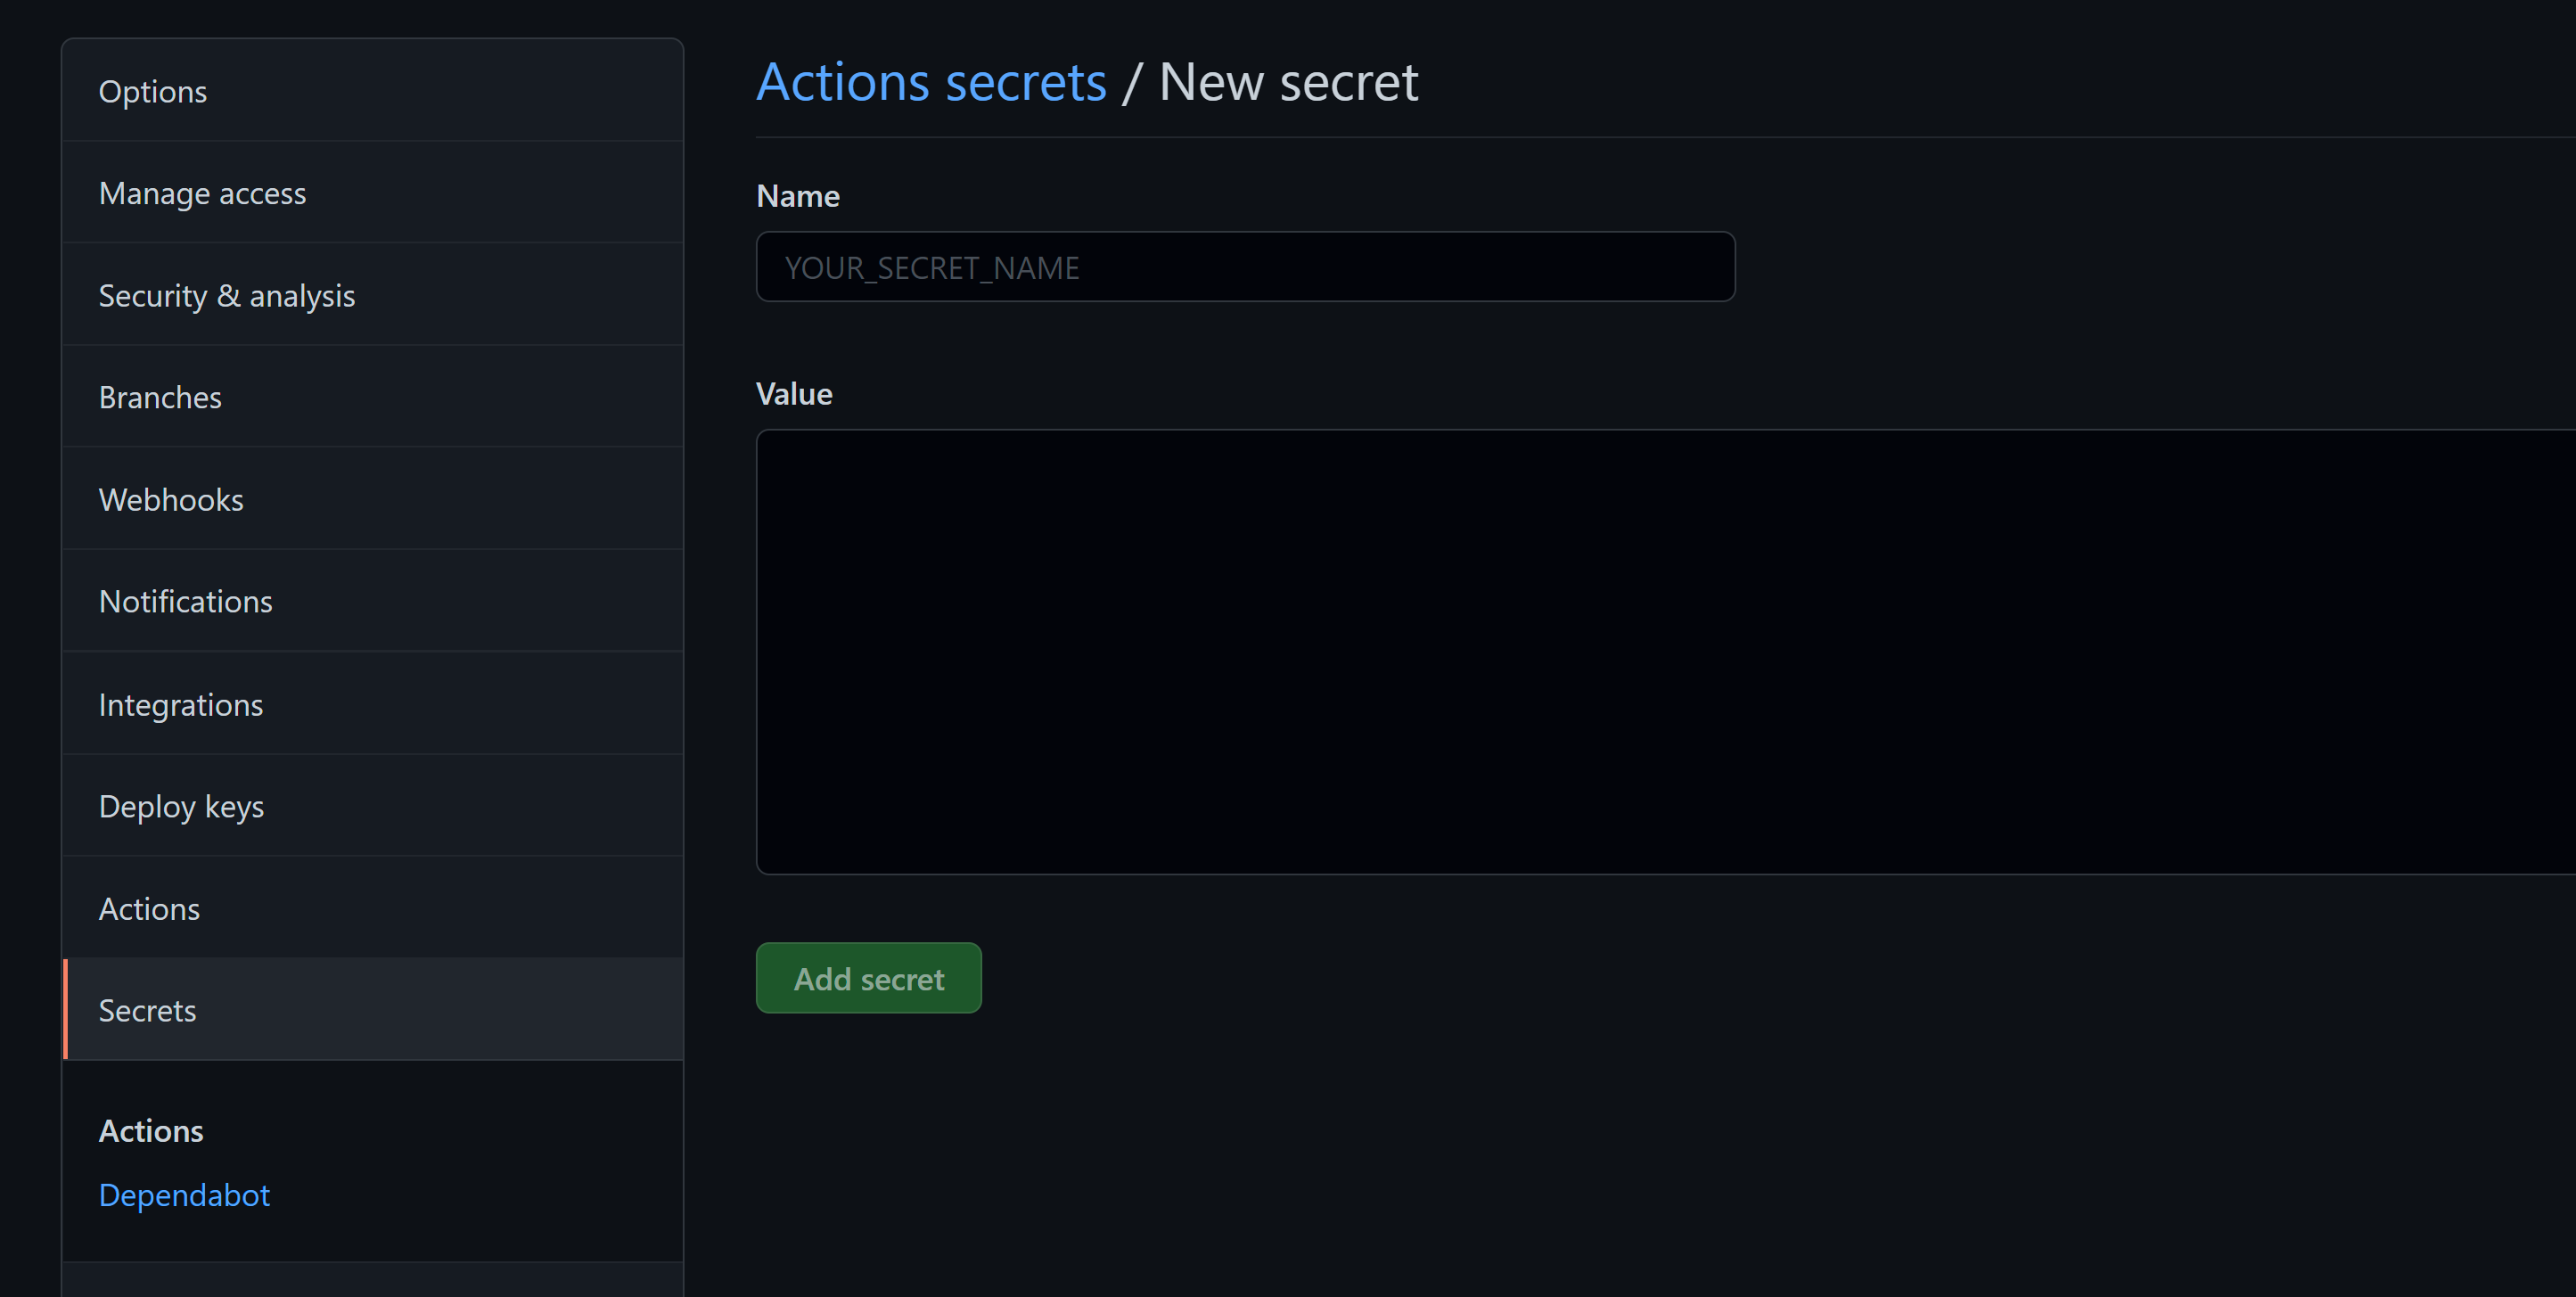 Options
Manage access
Security & analysis
Branches
Webhooks
Notifications
Integrations
Deploy keys
Actions
Secrets
Actions
Dependabot
Actions secrets / New secret
Name
YOUR_SECRET_NAME
Value
Add secret